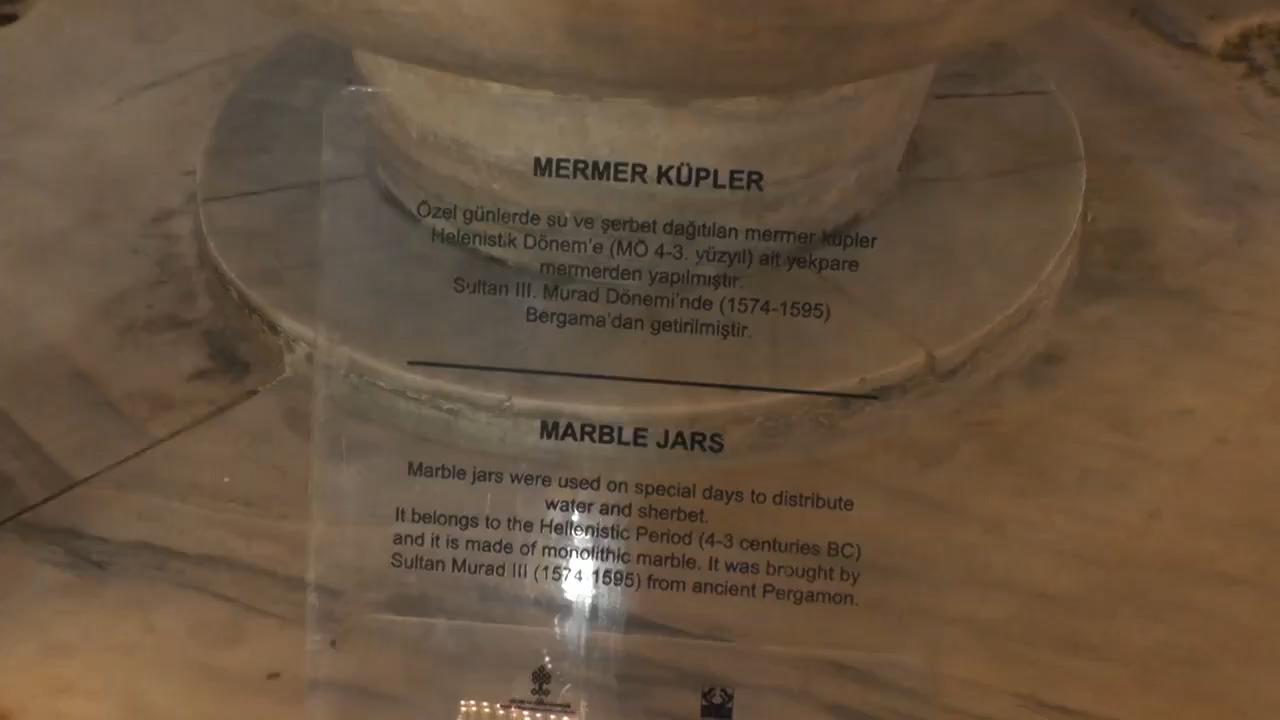 MERMER KÜPLER
Özel günlerde su ve şerbet dağıtılan mermer küpler
Helenistik Dönem'e (MÖ 4-3. yüzyıl) ait yekpare
mermerden yapılmıştır.
Sultan III. Murad Dönemi'nde (1574-1595)
Bergama'dan getirilmiştir.
MARBLE JARS
Marble jars were used on special days to distribute
water and sherbet.
It belongs to the Hellenistic Period (4-3 centuries BC)
and it is made of monolithic marble. It was brought by
Sultan Murad III (1574-1595) from ancient Pergamon.